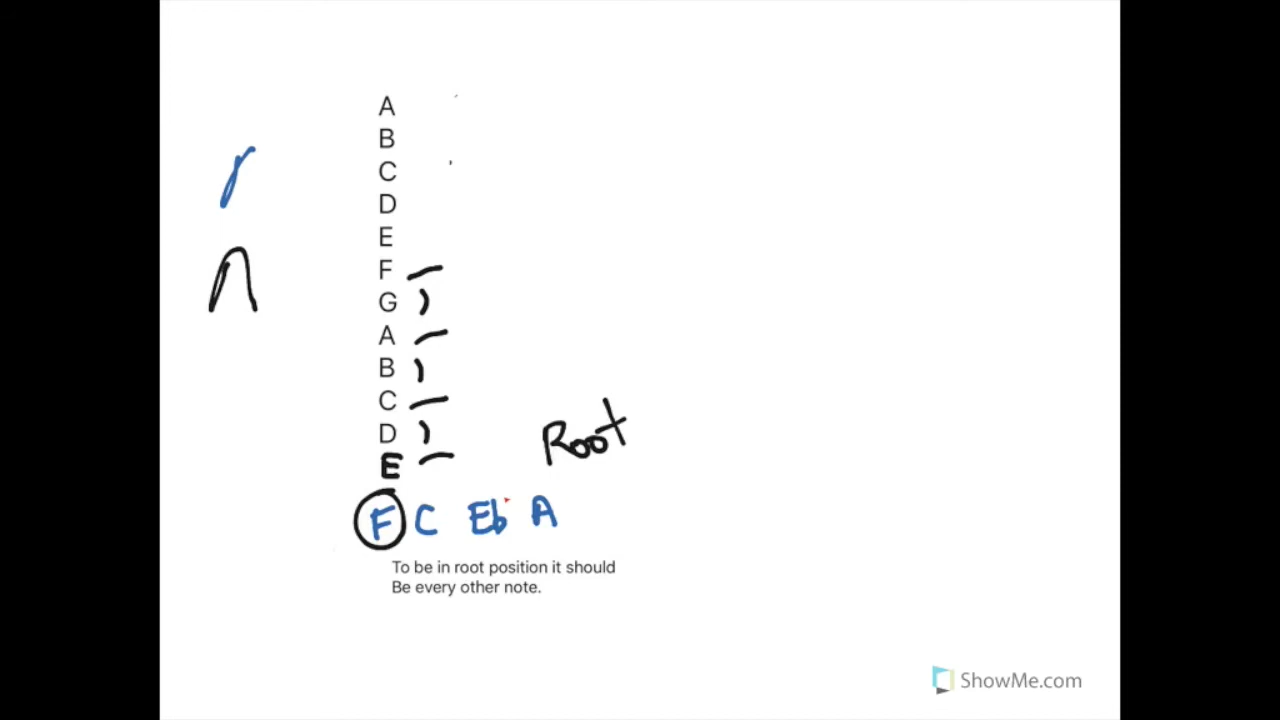 A
B
C
D
E
F
G
A
B
C
D
E
Root
F C Eb A
To be in root position it should
Be every other note.
ShowMe.com